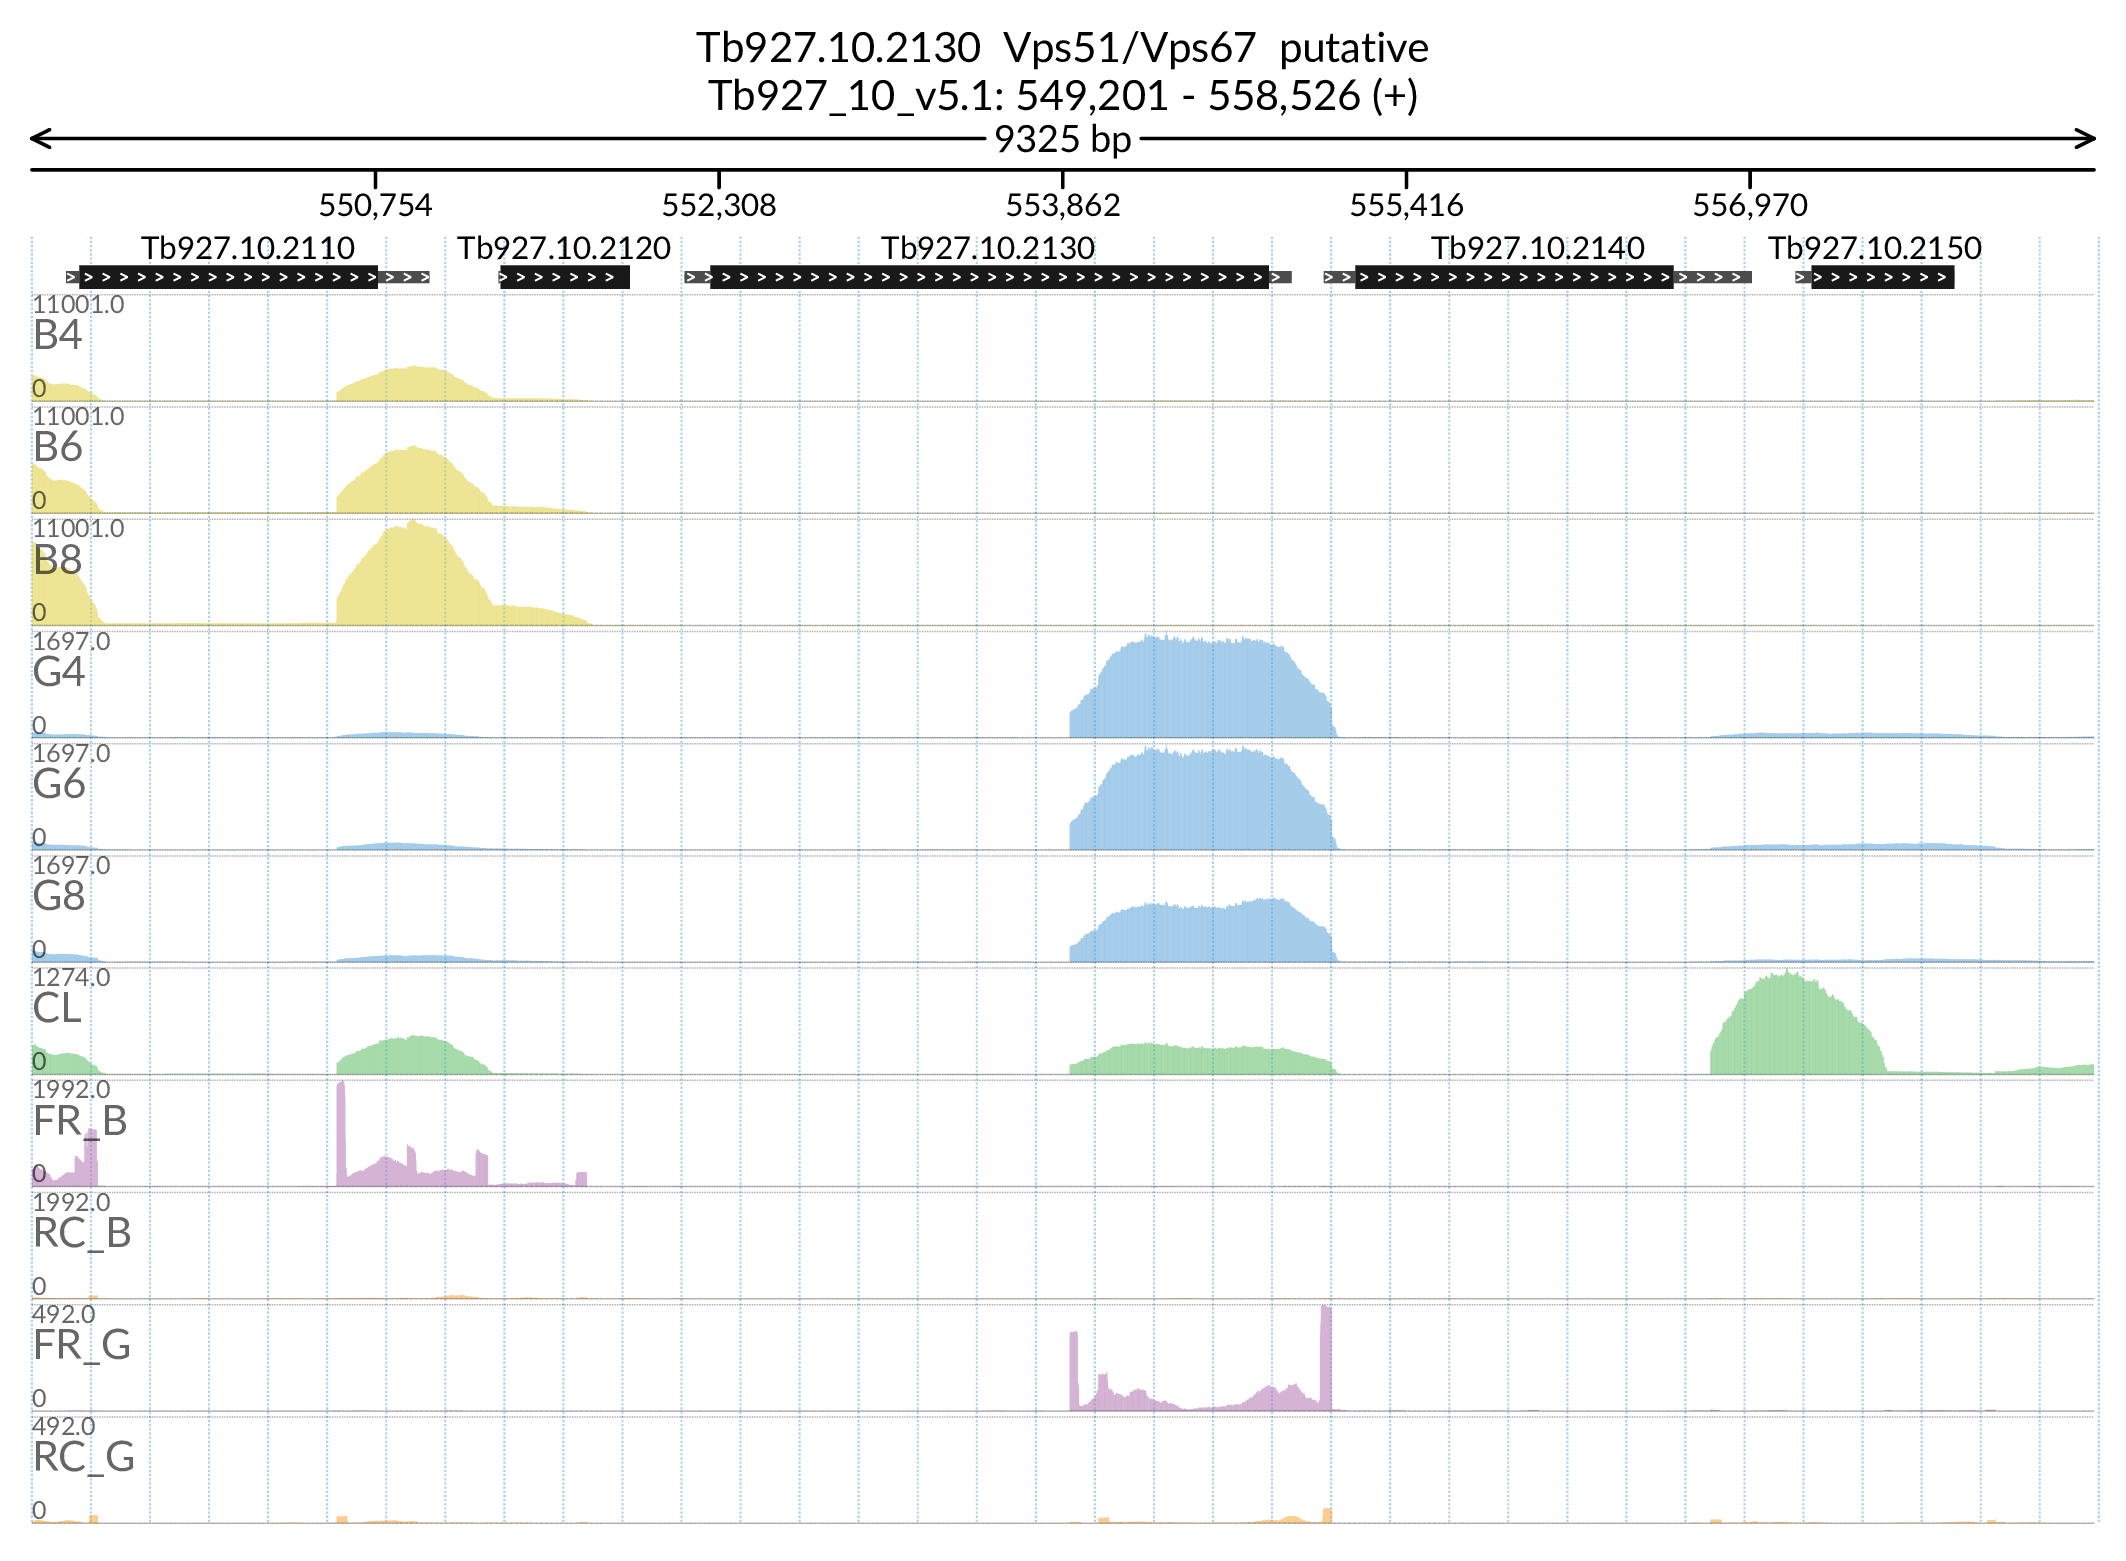 Tb927.10.2130 Vps51/Vps67 putative
Tb927_10_v5.1: 549,201 - 558,526 (+)
9325 bp
550,754 552,308 553,862 555,416 556,970
Tb927.10.2110 Tb927.10.2120 Tb927.10.2130 Tb927.10.2140 Tb927.10.2150
11001.0
B4
0
11001.0
B6
0
11001.0
B8
0
1697.0
G4
0
1697.0
G6
0
1697.0
G8
0
1274.0
CL
0
1992.0
FR_B
0
1992.0
RC_B
0
492.0
FR_G
0
492.0
RC_G
0